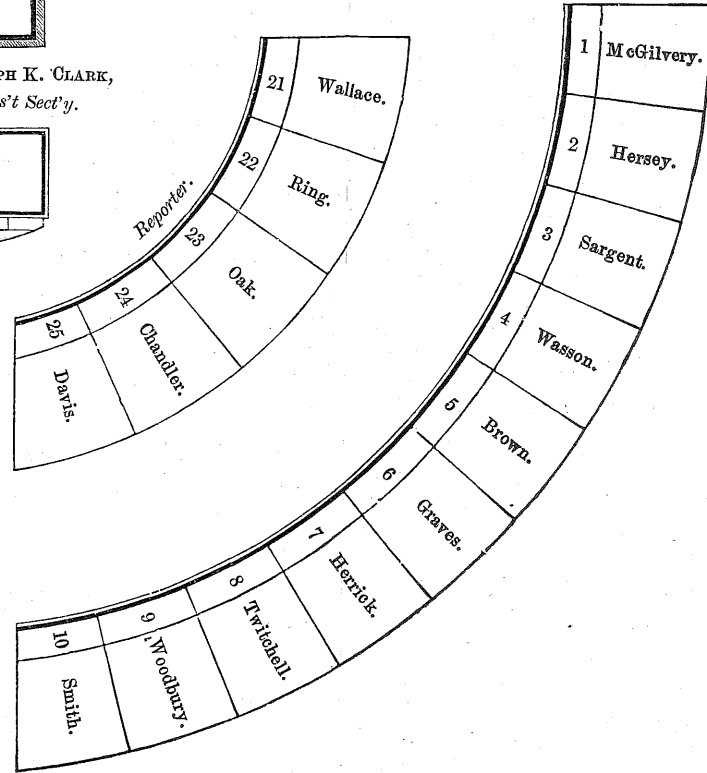 PH K. CLARK,
s't Sect'y.
Reporter.
21 Wallace.
22 Ring.
23 Oak.
24 Chandler.
25 Davis.
1 McGilvery.
2 Hersey.
3 Sargent.
4 Wasson.
5 Brown.
6 Graves.
7 Herrick.
8 Twitchell.
9 Woodbury.
10 Smith.